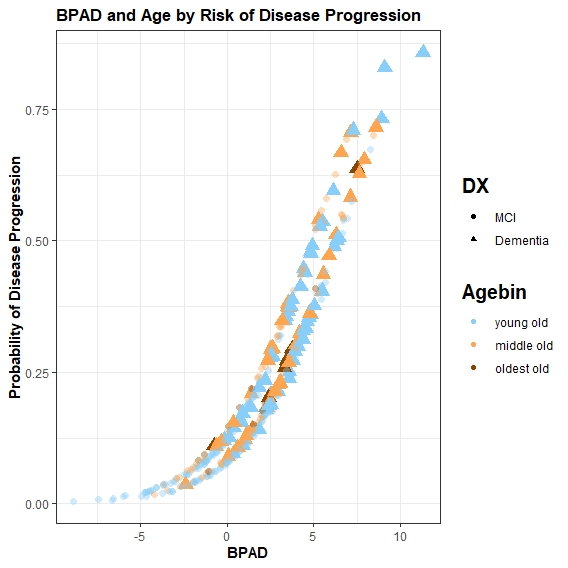 BPAD and Age by Risk of Disease Progression
Probability of Disease Progression
0.75
0.50
0.25
0.00
-5
0
5
10
BPAD
DX
MCI
Dementia
Agebin
young old
middle old
oldest old